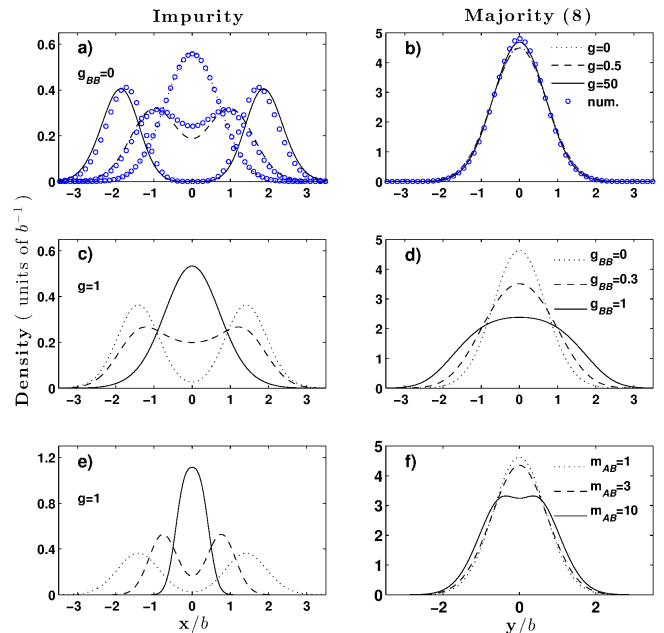 Impurity
Majority (8)
a)
g_BB=0
0.6
0.4
0.2
0
−3 −2 −1 0 1 2 3
b)
g=0
g=0.5
g=50
num.
5
4
3
2
1
0
−3 −2 −1 0 1 2 3
Density ( units of b⁻¹)
c)
g=1
0.6
0.4
0.2
0
−3 −2 −1 0 1 2 3
d)
g_BB=0
g_BB=0.3
g_BB=1
5
4
3
2
1
0
−3 −2 −1 0 1 2 3
e)
g=1
1.2
0.8
0.4
0
−3 −2 −1 0 1 2 3
x/b
f)
m_AB=1
m_AB=3
m_AB=10
5
4
3
2
1
0
−2 0 2
y/b